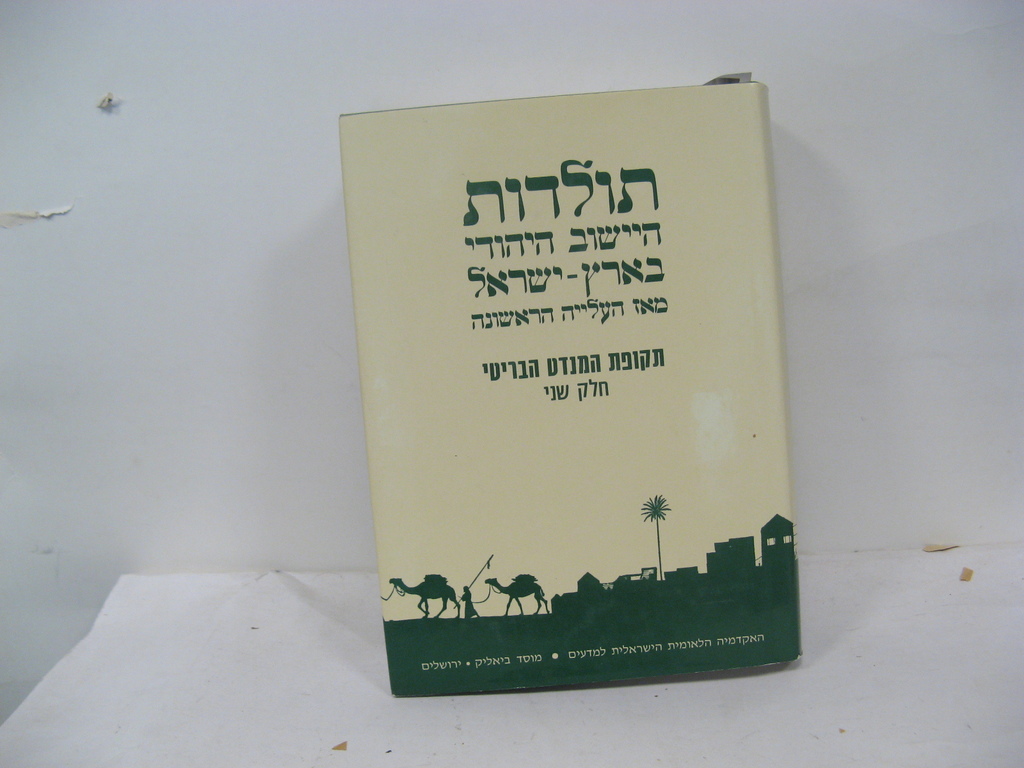 תולדות
היישוב היהודי
בארץ-ישראל
מאז העלייה הראשונה
תקופת המנדט הבריטי
חלק שני
האקדמיה הלאומית הישראלית למדעים • מוסד ביאליק • ירושלים